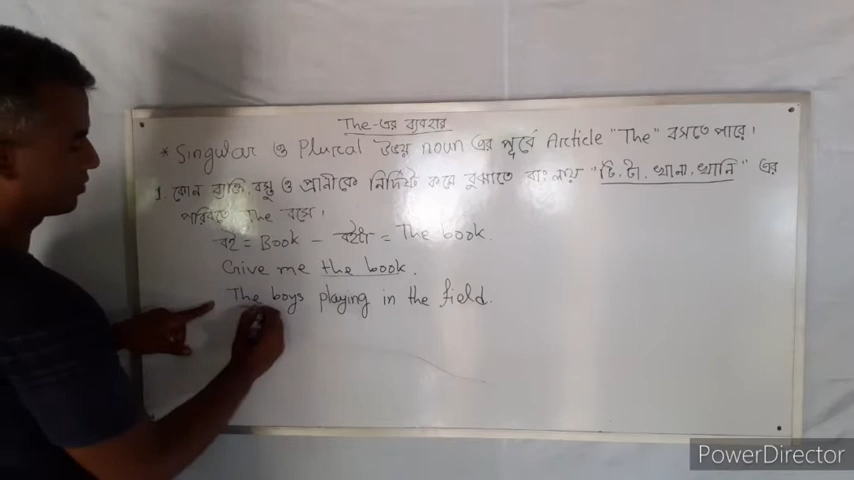 The-এর ব্যবহার
* Singular ও Plural উভয় noun এর পূর্বে Arcticle "The" বসতে পারে।
1. কোন ব্যক্তি, বস্তু ও প্রানীকে নির্দিষ্ট করে বুঝাতে বাংলায় "টি, টা, খানা, খানি" এর
পরিবর্তে The বসে।
বই = Book - বইটা = The book.
Give me the book.
The boys playing in the field.
PowerDirector